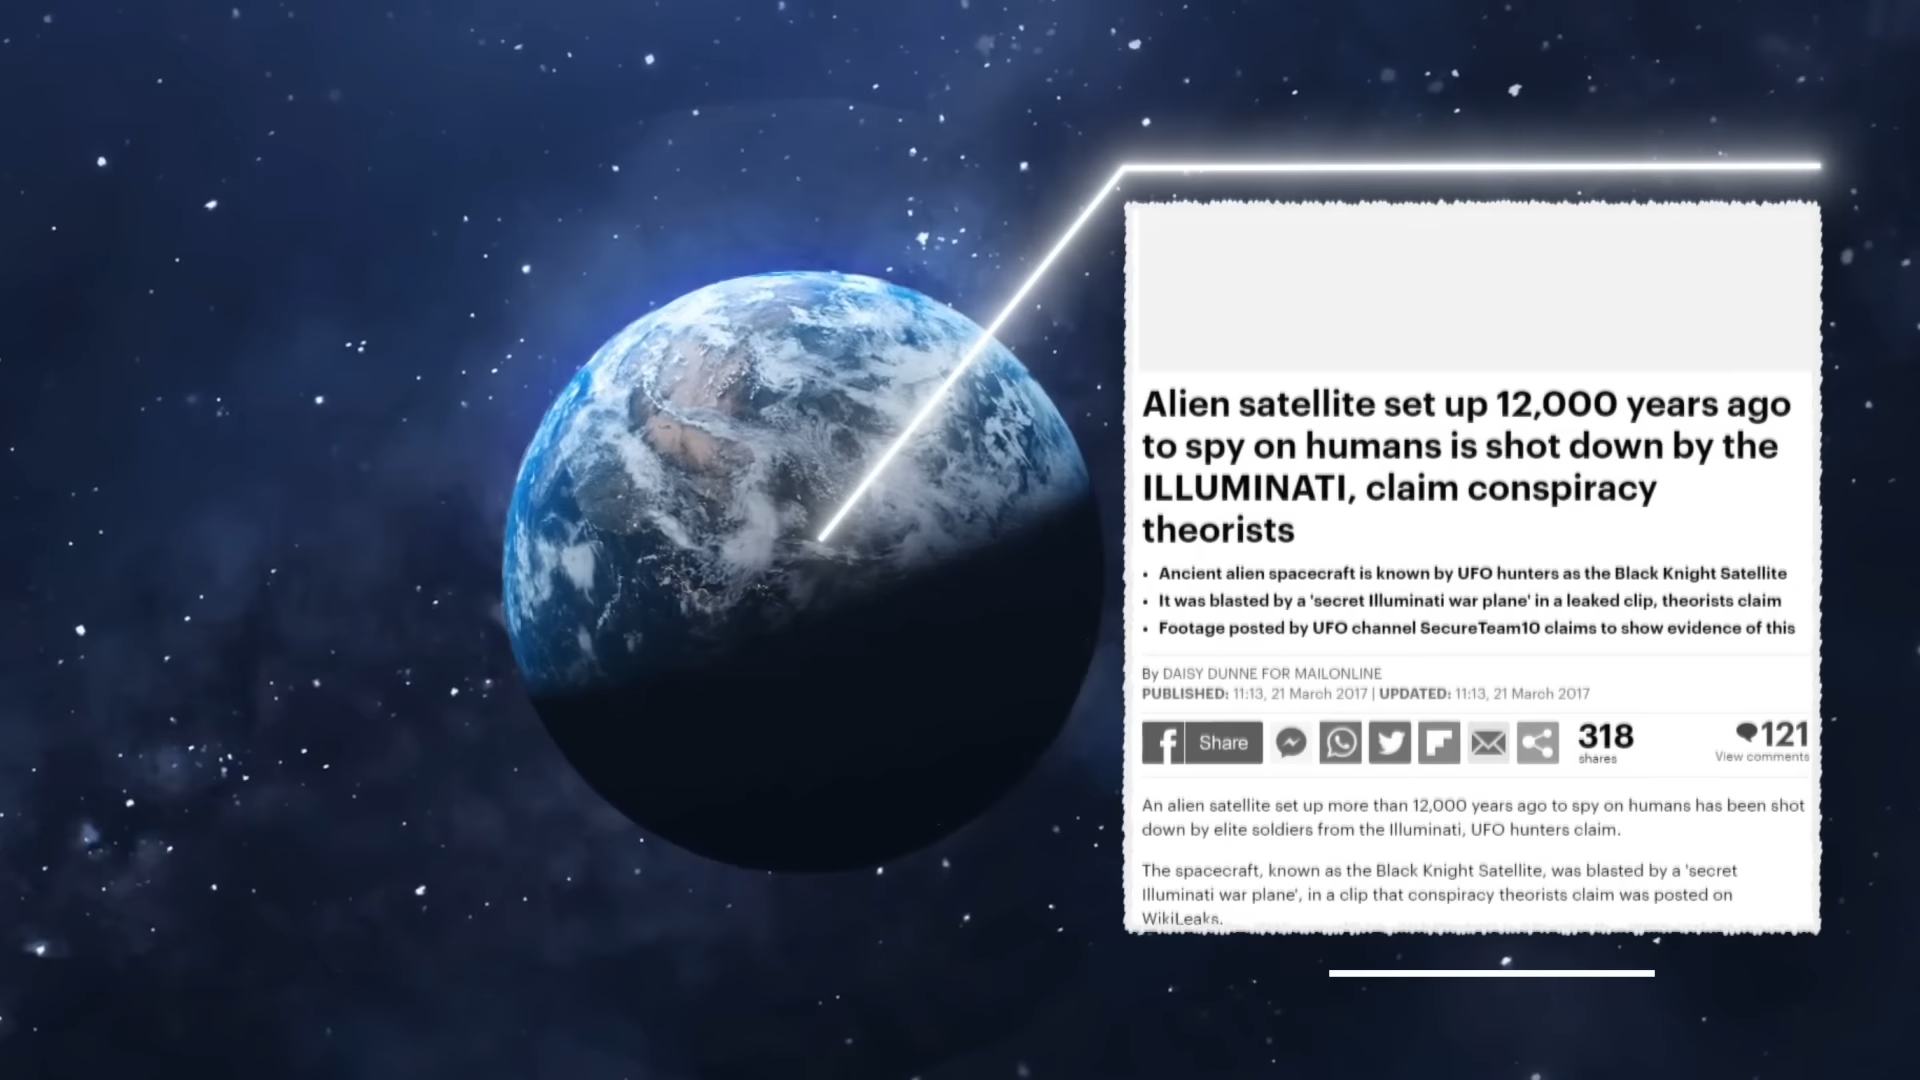 Alien satellite set up 12,000 years ago
to spy on humans is shot down by the
ILLUMINATI, claim conspiracy
theorists
• Ancient alien spacecraft is known by UFO hunters as the Black Knight Satellite
• It was blasted by a 'secret Illuminati war plane' in a leaked clip, theorists claim
• Footage posted by UFO channel SecureTeam10 claims to show evidence of this
By DAISY DUNNE FOR MAILONLINE
PUBLISHED: 11:13, 21 March 2017 | UPDATED: 11:13, 21 March 2017
f Share 318 121
shares View comments
An alien satellite set up more than 12,000 years ago to spy on humans has been shot
down by elite soldiers from the Illuminati, UFO hunters claim.
The spacecraft, known as the Black Knight Satellite, was blasted by a 'secret
Illuminati war plane', in a clip that conspiracy theorists claim was posted on
WikiLeaks.